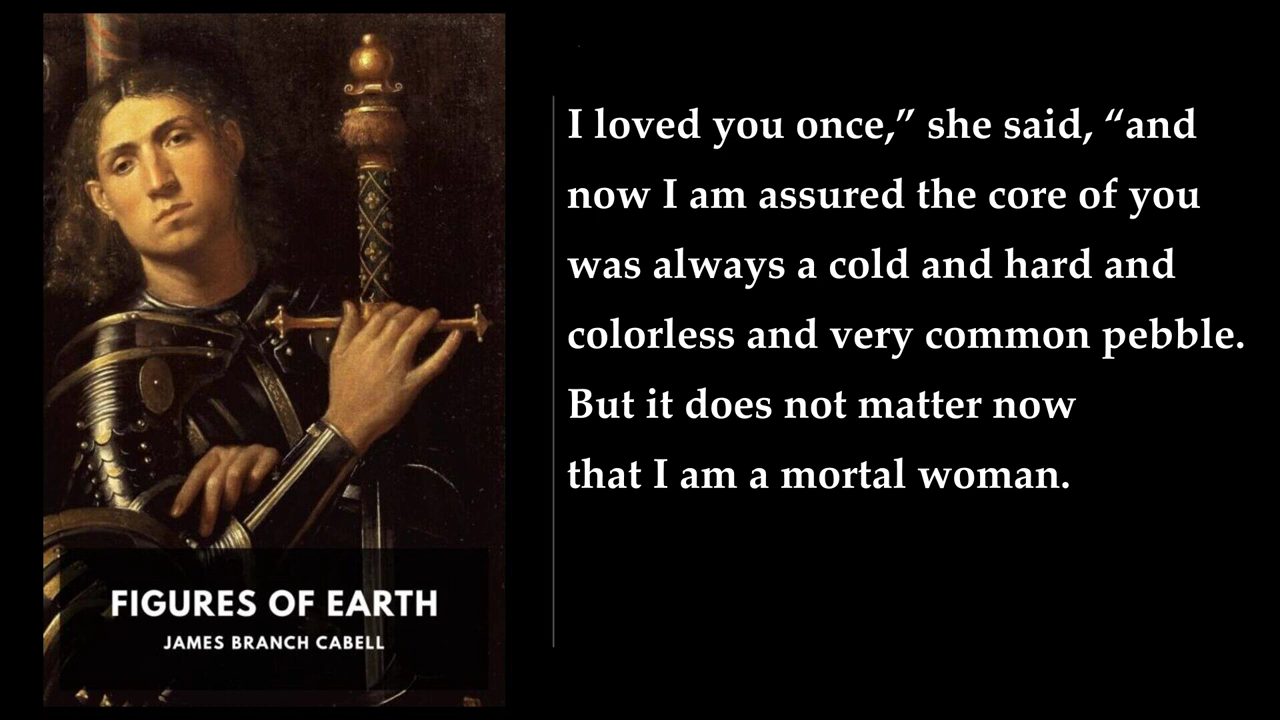 FIGURES OF EARTH
JAMES BRANCH CABELL
I loved you once,” she said, “and
now I am assured the core of you
was always a cold and hard and
colorless and very common pebble.
But it does not matter now
that I am a mortal woman.